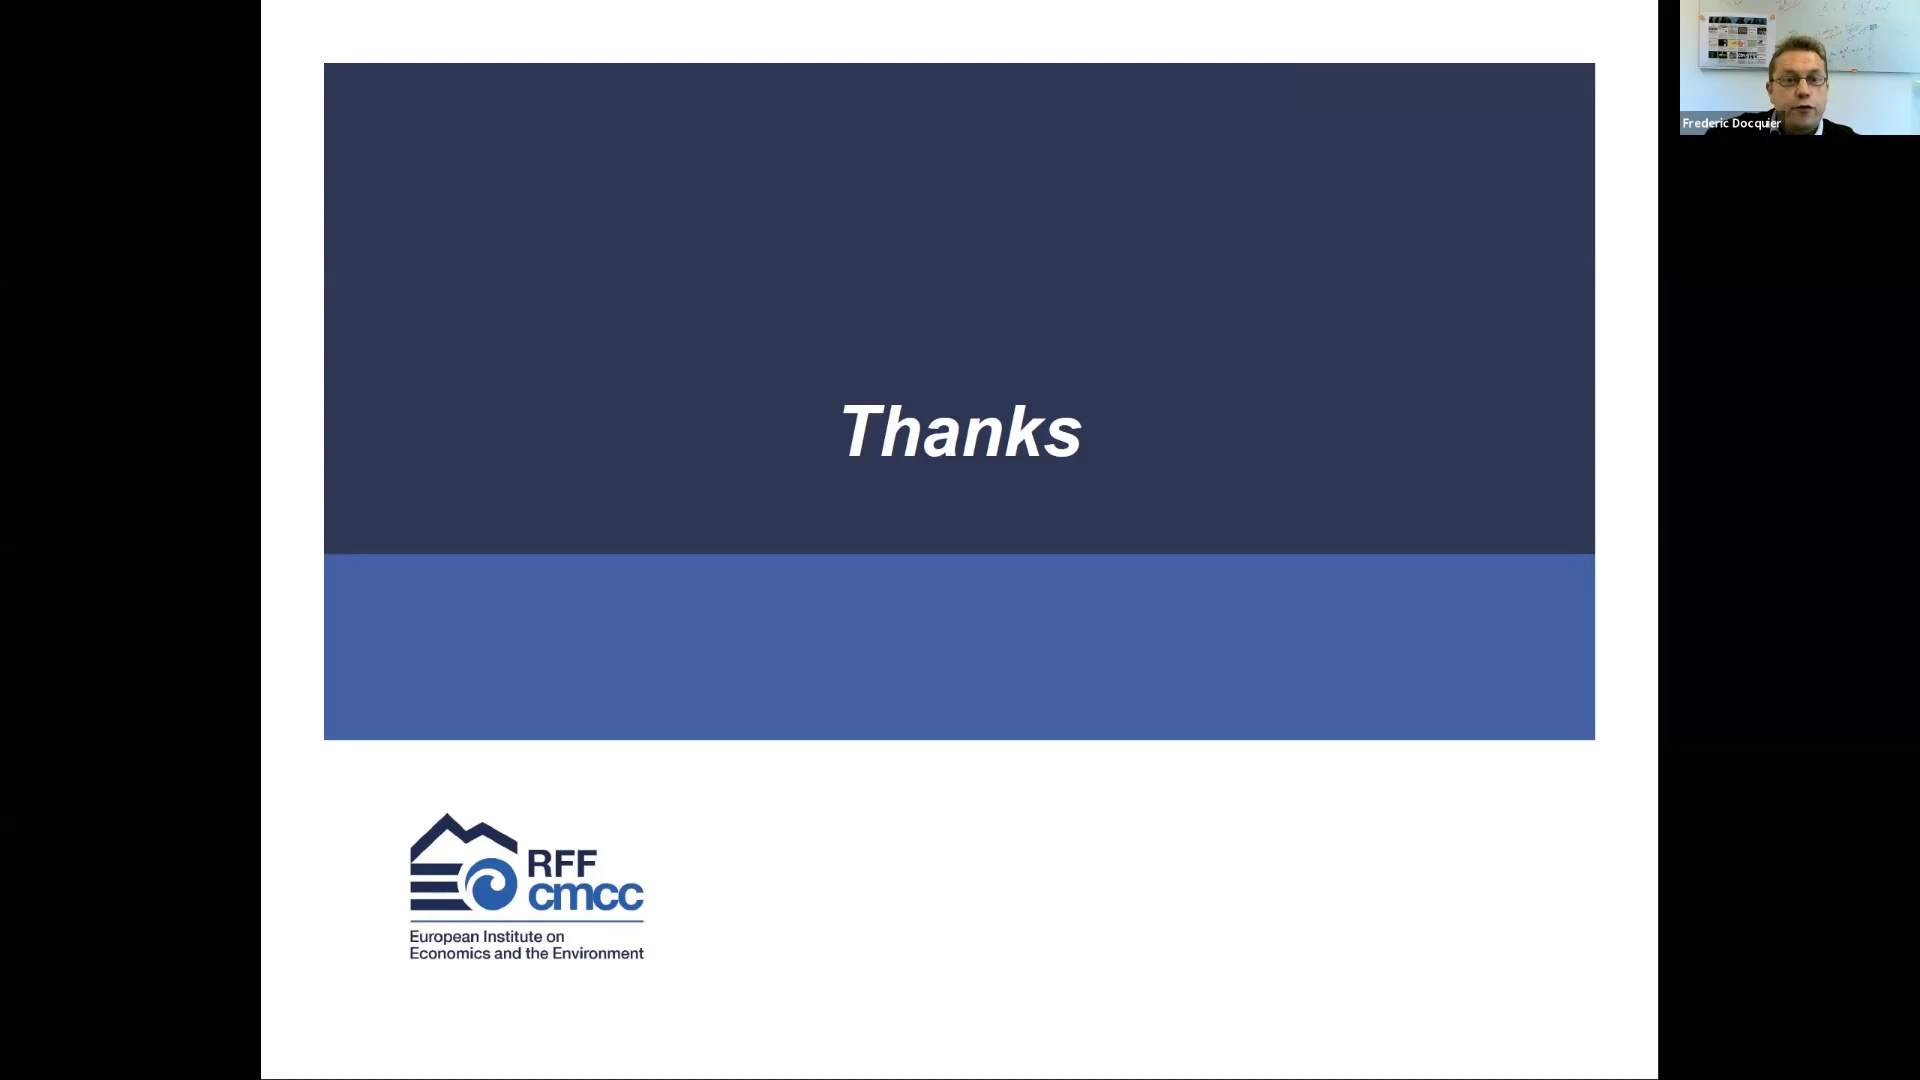 Thanks
RFF
cmcc
European Institute on
Economics and the Environment
Frederic Docquier